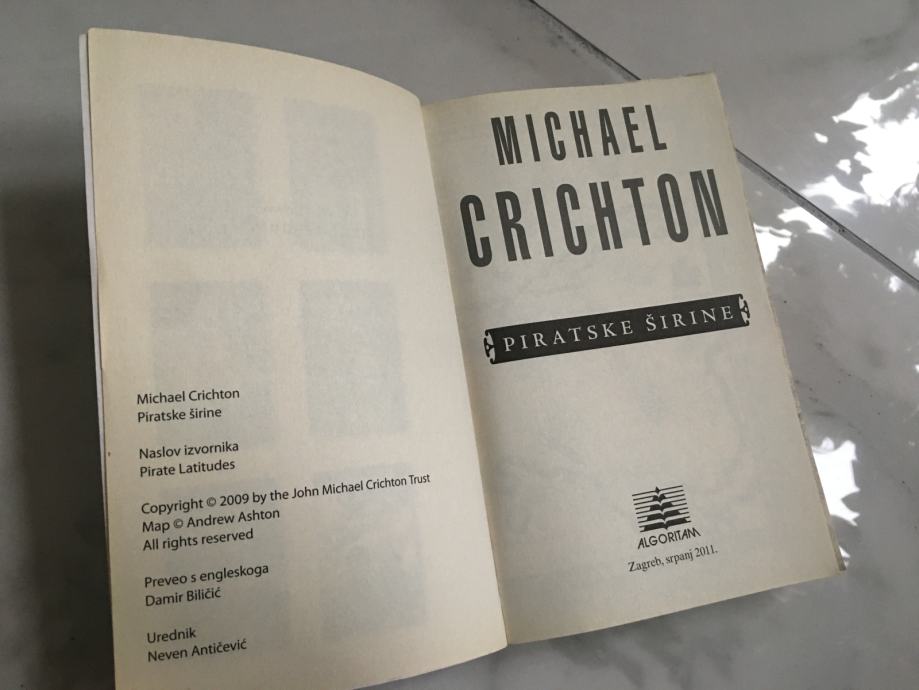 Michael Crichton
Piratske širine
Naslov izvornika
Pirate Latitudes
Copyright © 2009 by the John Michael Crichton Trust
Map © Andrew Ashton
All rights reserved
Preveo s engleskoga
Damir Biličić
Urednik
Neven Antičević
MICHAEL
CRICHTON
PIRATSKE ŠIRINE
ALGORITAM
Zagreb, srpanj 2011.